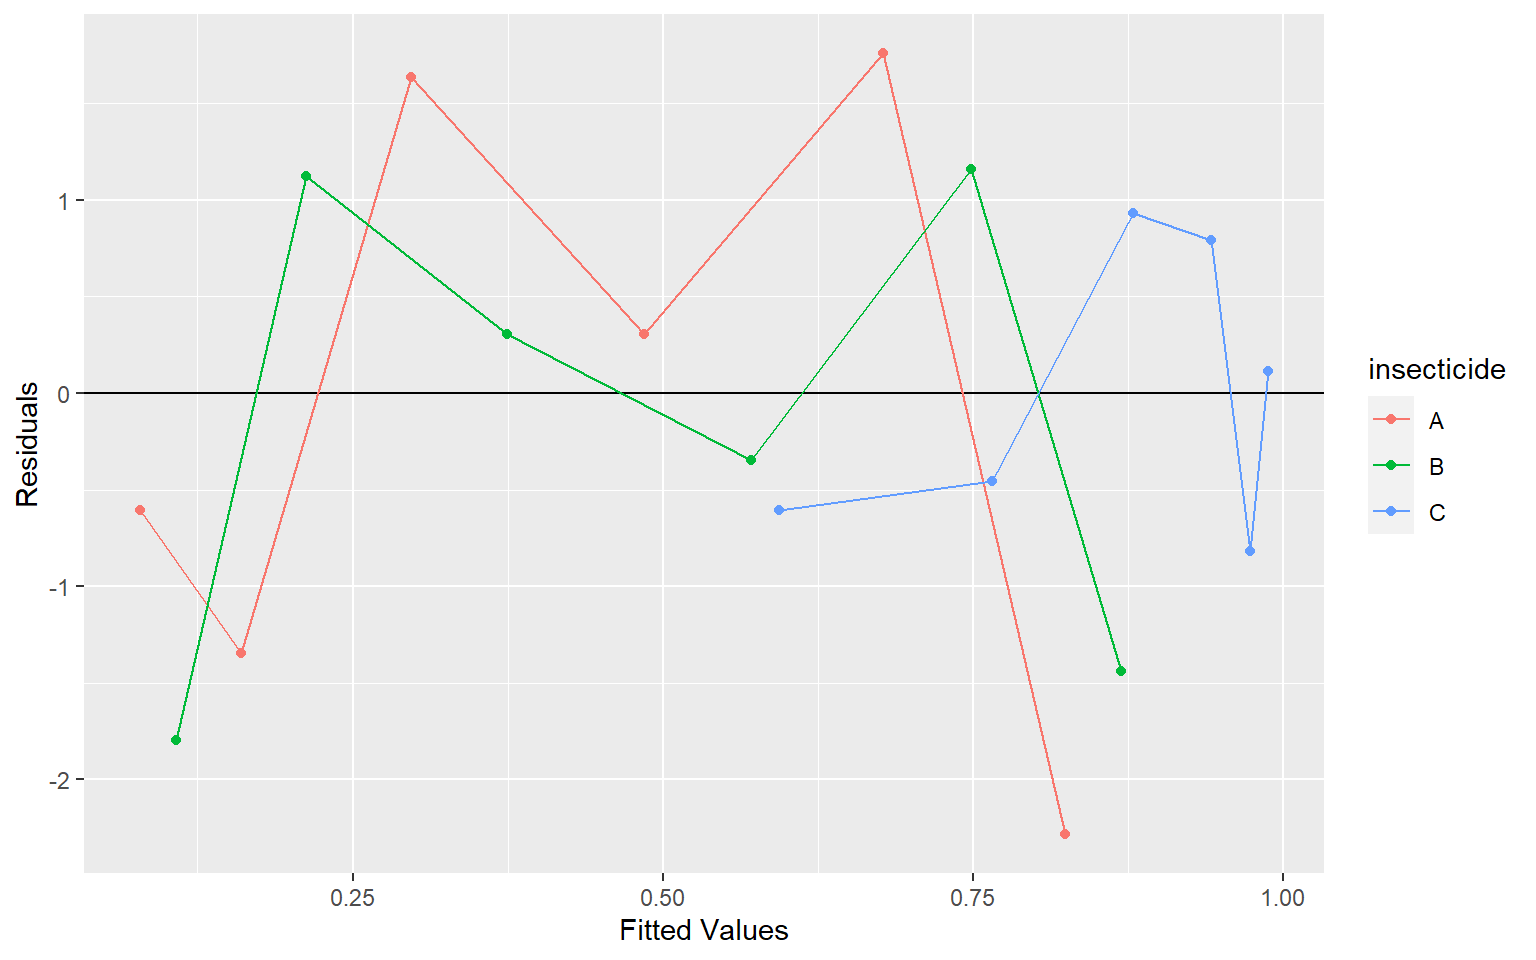 1
0
-1
-2
Residuals
0.25
0.50
0.75
1.00
Fitted Values
insecticide
A
B
C